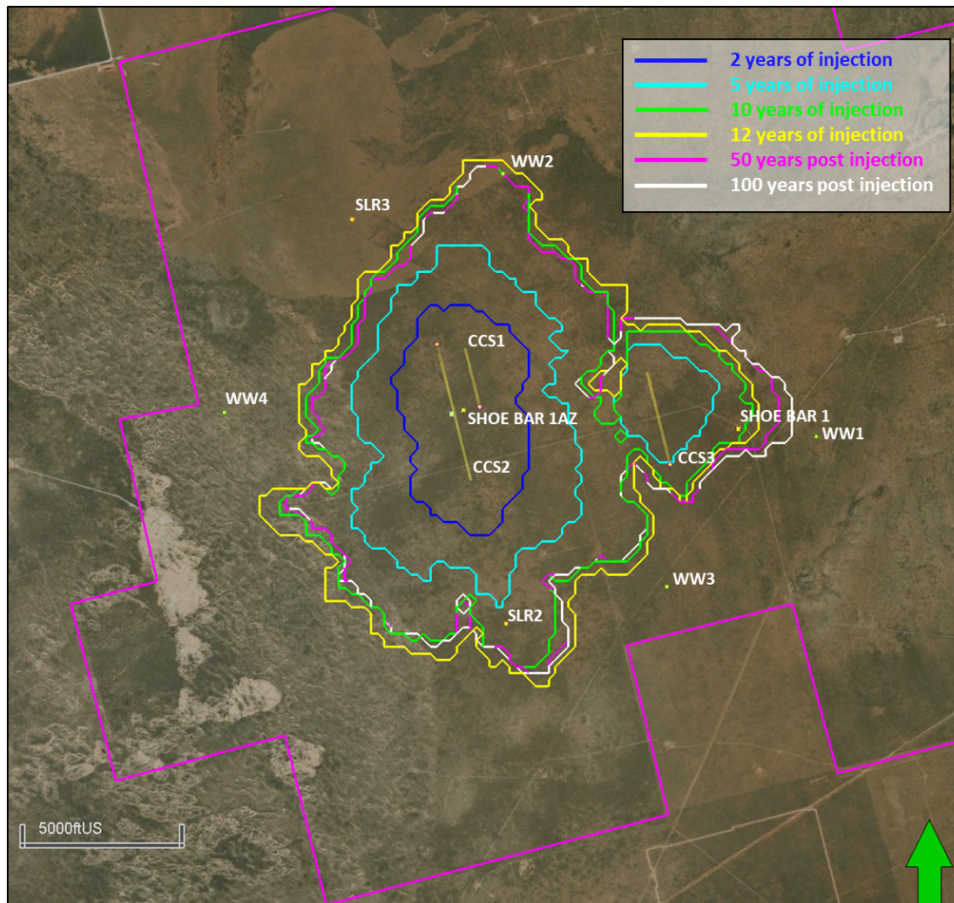 2 years of injection
5 years of injection
10 years of injection
12 years of injection
50 years post injection
100 years post injection
WW2
SLR3
CCS1
WW4
SHOE BAR 1AZ
SHOE BAR 1
WW1
CCS3
CCS2
WW3
SLR2
5000ftUS